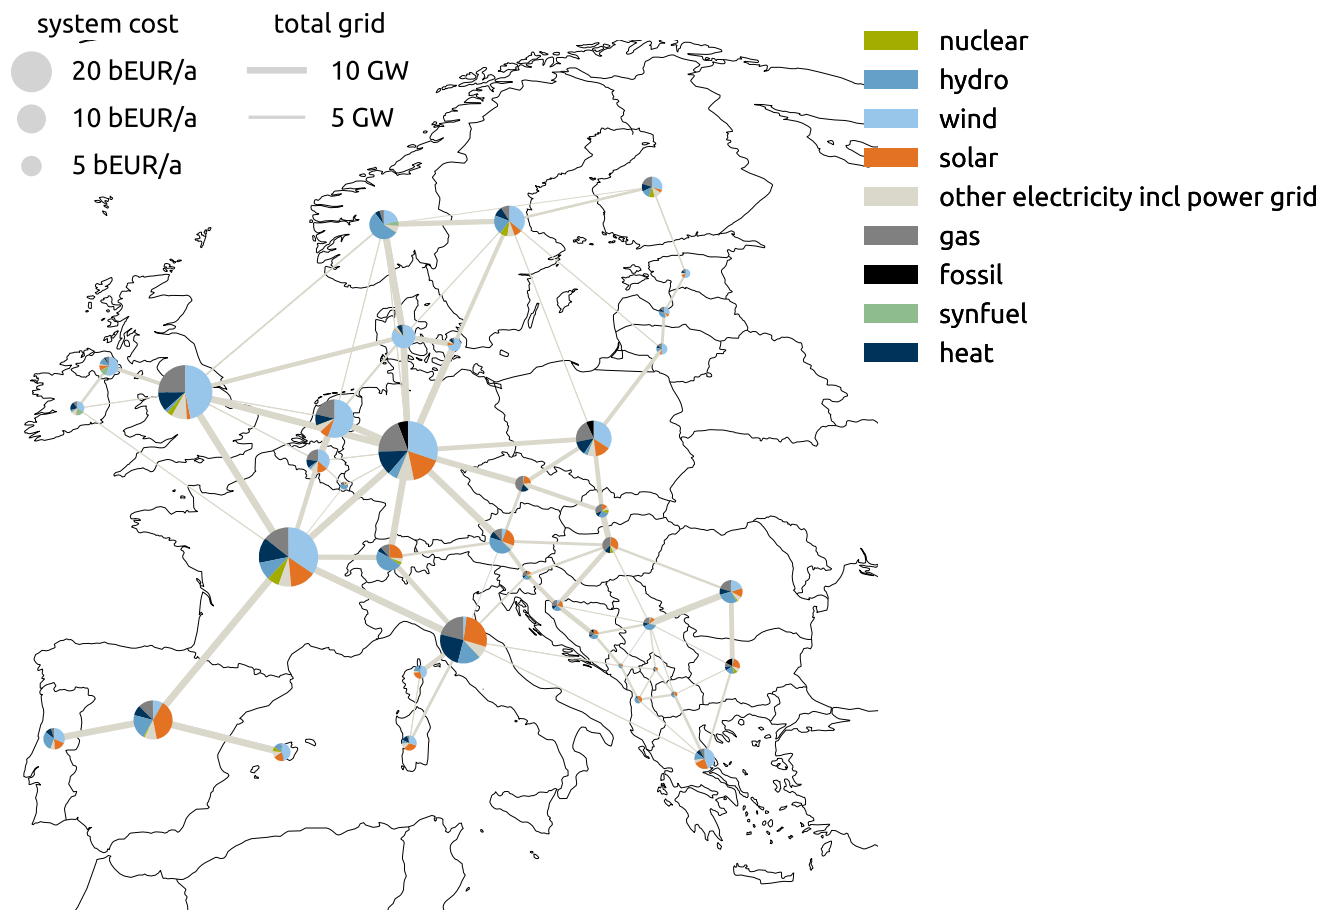 system cost
20 bEUR/a
10 bEUR/a
5 bEUR/a
total grid
10 GW
5 GW
nuclear
hydro
wind
solar
other electricity incl power grid
gas
fossil
synfuel
heat